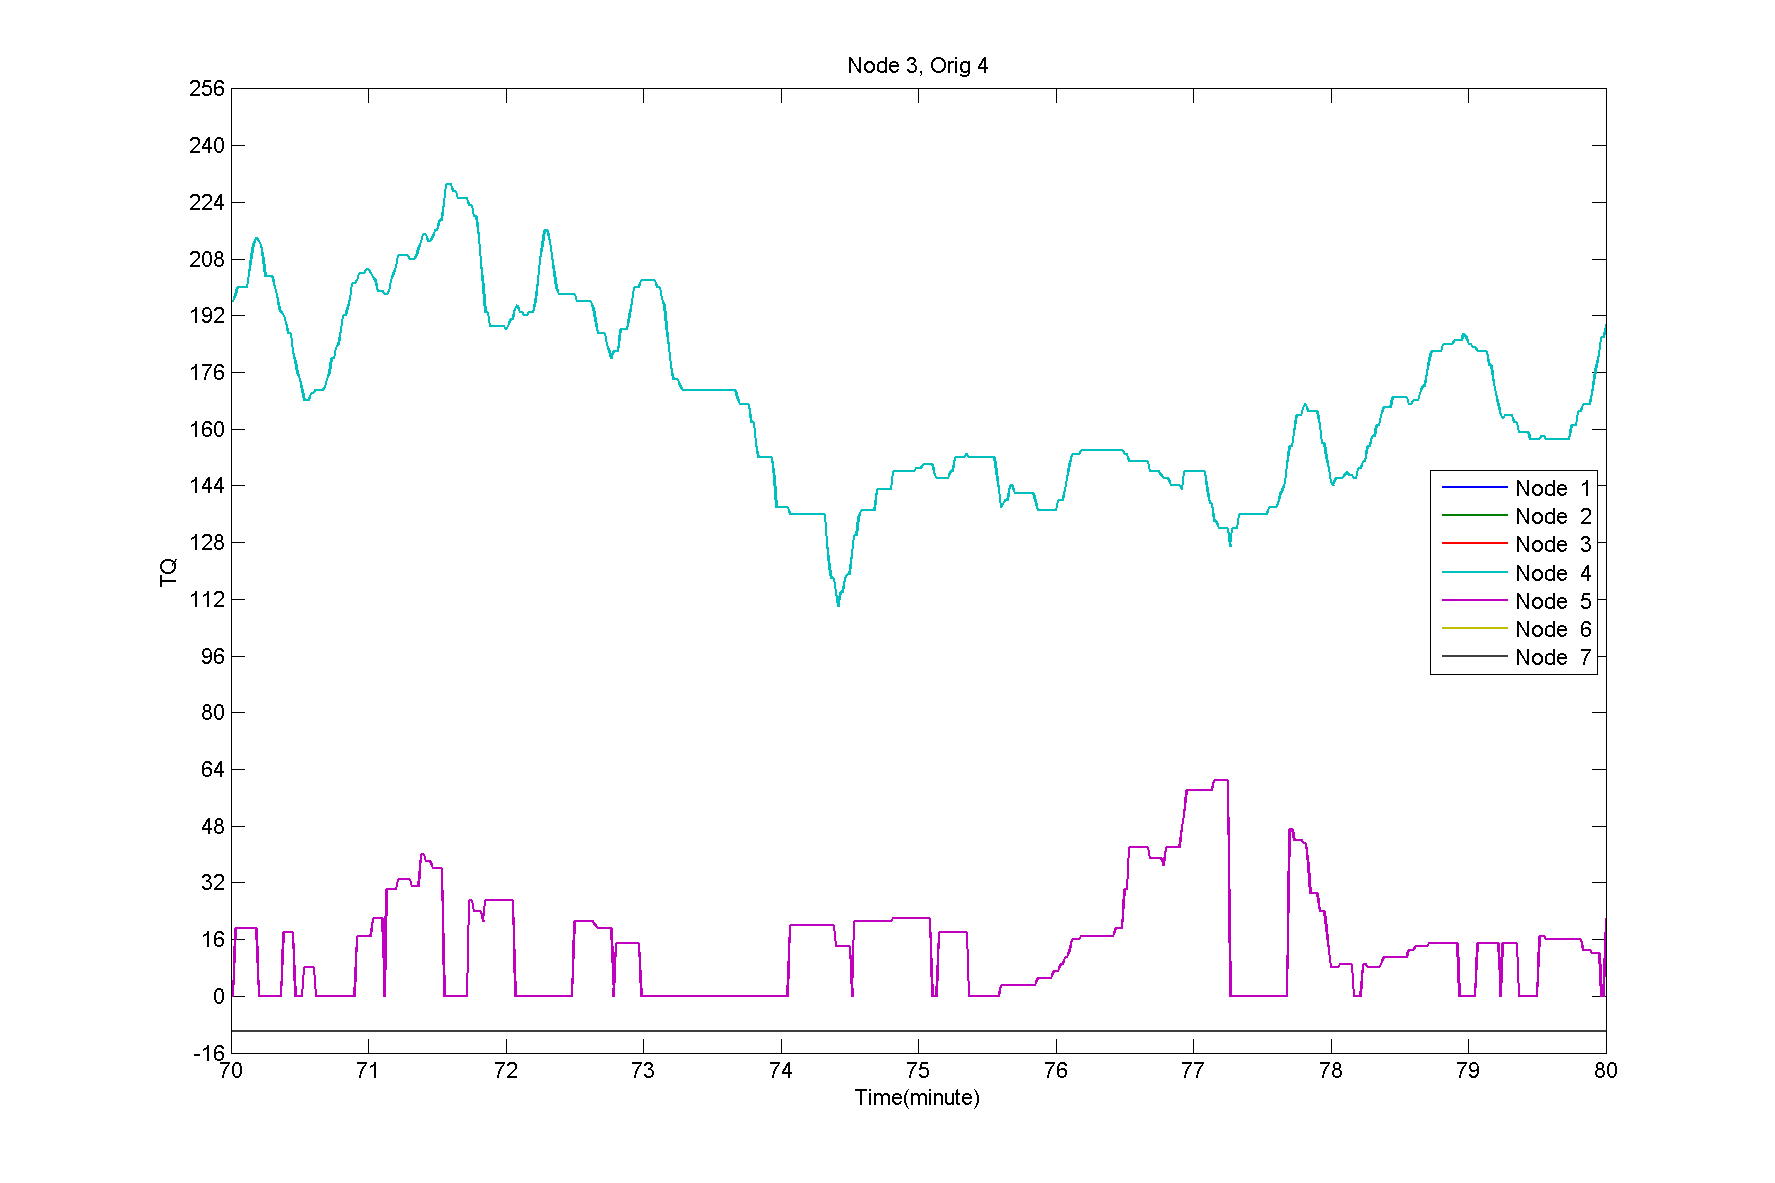 Node 3, Orig 4
256
240
224
208
192
176
160
144
128
112
96
80
64
48
32
16
0
-16
TQ
Node 1
Node 2
Node 3
Node 4
Node 5
Node 6
Node 7
70 71 72 73 74 75 76 77 78 79 80
Time(minute)